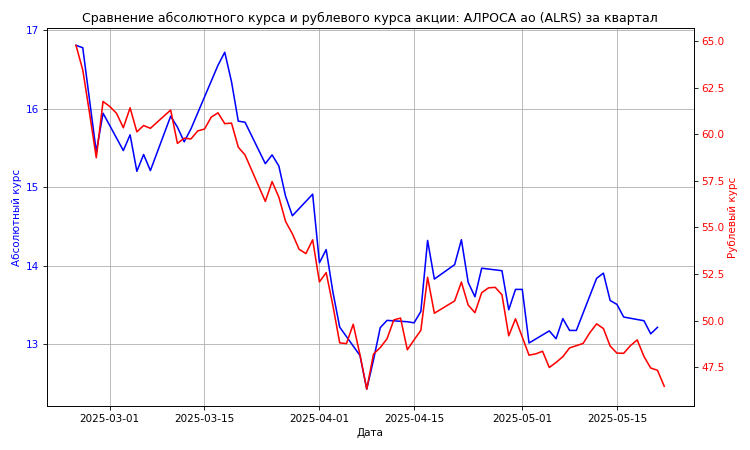 Сравнение абсолютного курса и рублевого курса акции: АЛРОСА ао (ALRS) за квартал
17
16
15
14
13
Абсолютный курс
65.0
62.5
60.0
57.5
55.0
52.5
50.0
47.5
Рублевый курс
2025-03-01 2025-03-15 2025-04-01 2025-04-15 2025-05-01 2025-05-15
Дата